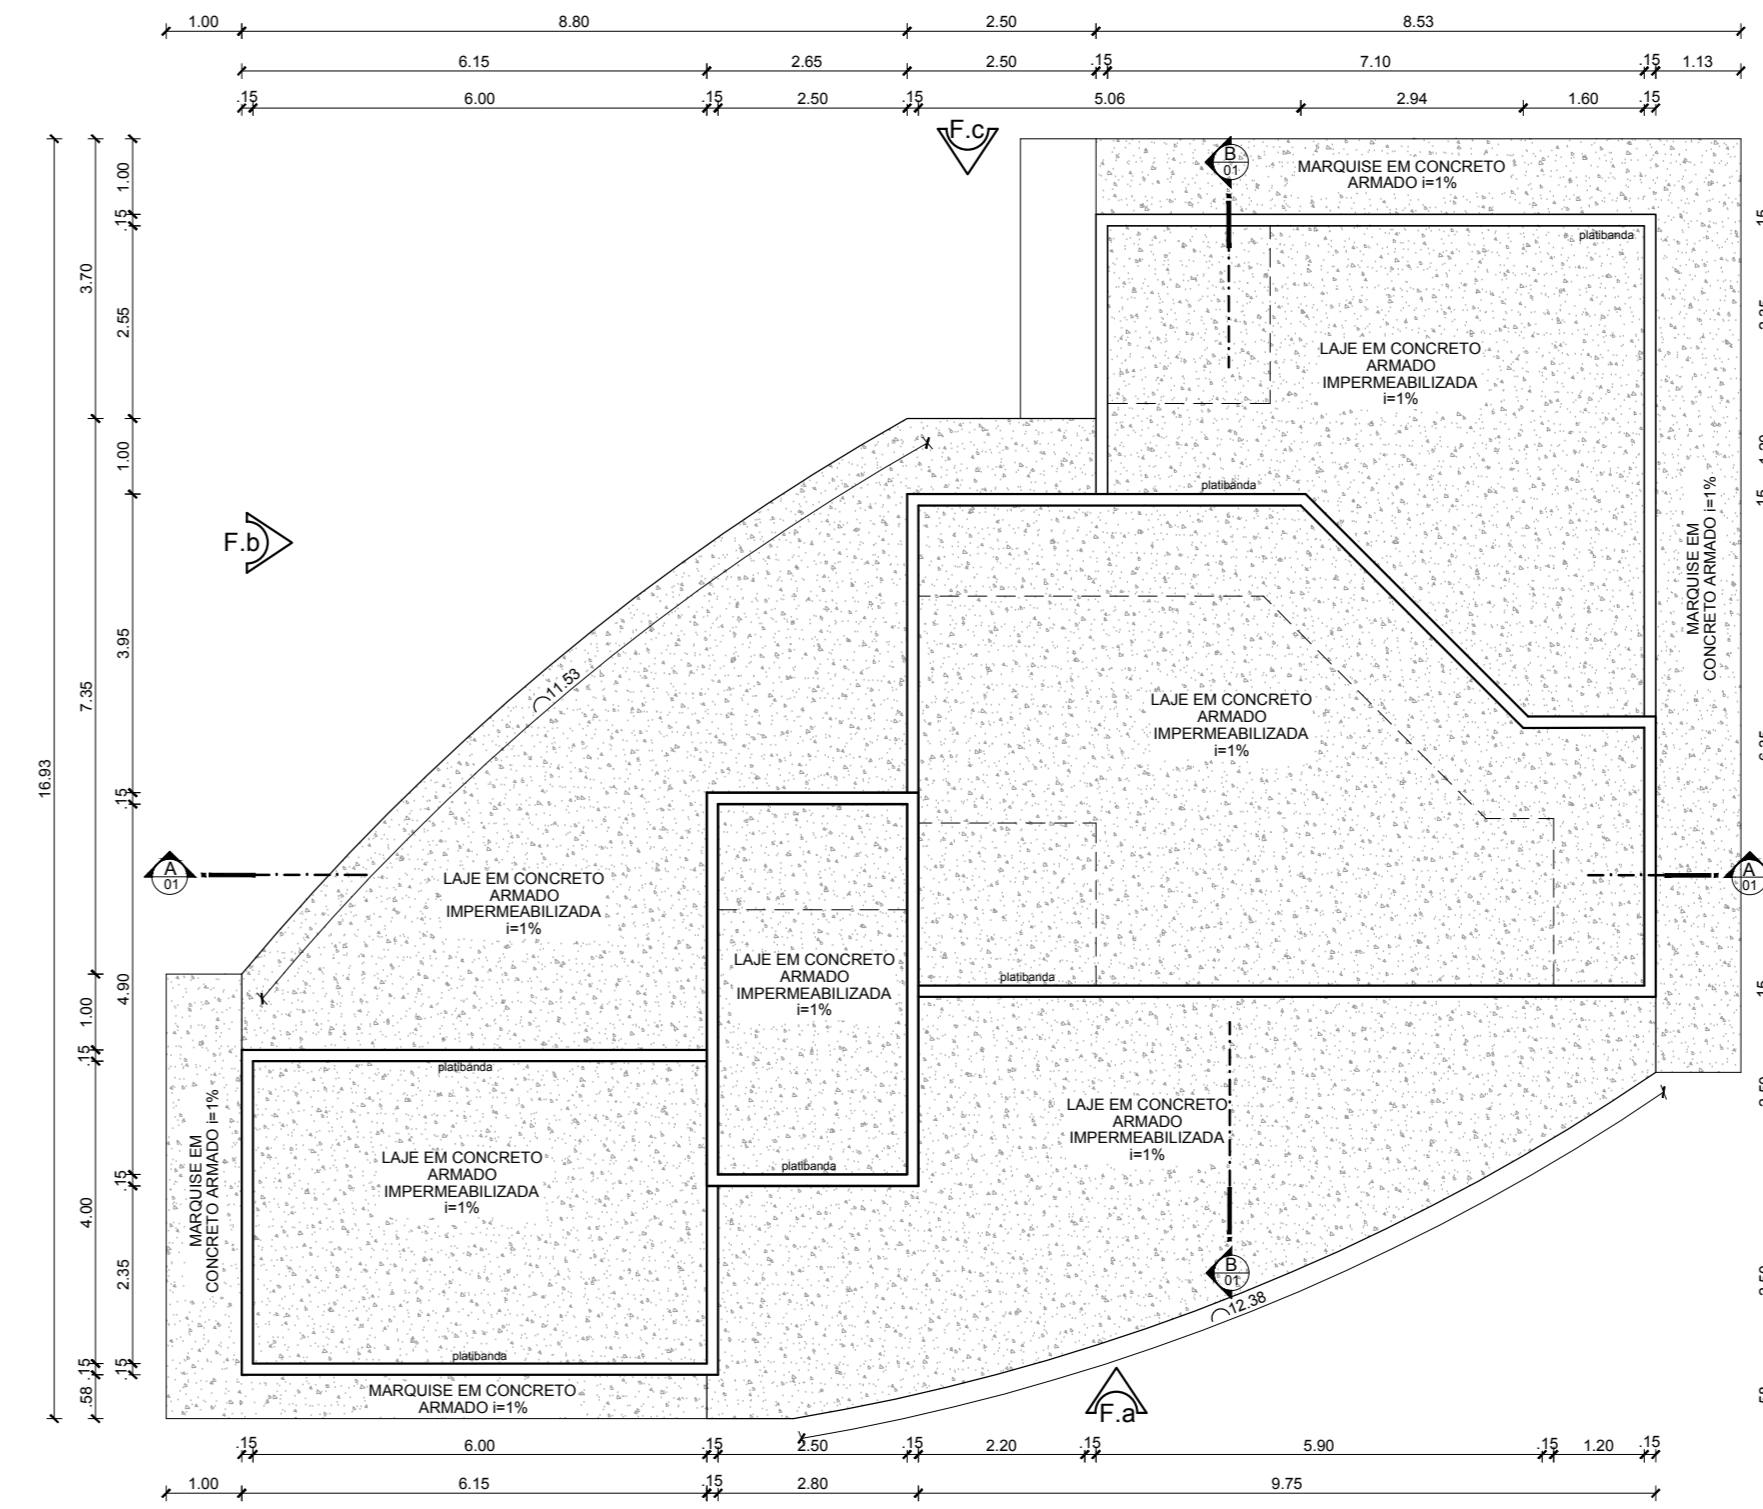 1.00 8.80 2.50 8.53
6.15 2.65 2.50 .15 7.10 .15 1.13
.15 6.00 .15 2.50 .15 5.06 2.94 1.60 .15
F.c
B
01
MARQUISE EM CONCRETO
ARMADO i=1%
platibanda
LAJE EM CONCRETO
ARMADO
IMPERMEABILIZADA
i=1%
platibanda
MARQUISE EM
CONCRETO ARMADO i=1%
F.b
11.53
LAJE EM CONCRETO
ARMADO
IMPERMEABILIZADA
i=1%
A
01
A
01
LAJE EM CONCRETO
ARMADO
IMPERMEABILIZADA
i=1%
LAJE EM CONCRETO
ARMADO
IMPERMEABILIZADA
i=1%
platibanda
platibanda
LAJE EM CONCRETO
ARMADO
IMPERMEABILIZADA
i=1%
LAJE EM CONCRETO
ARMADO
IMPERMEABILIZADA
i=1%
platibanda
platibanda
MARQUISE EM
CONCRETO ARMADO i=1%
MARQUISE EM CONCRETO
ARMADO i=1%
B
01
12.38
F.a
16.93
3.70
7.35
1.00
.15
4.00
.15
.58
1.00
.15
2.55
1.00
3.95
.15
4.90
.15
2.35
.15
.15 6.00 .15 2.50 .15 2.20 .15 5.90 .15 1.20 .15
1.00 6.15 .15 2.80 9.75